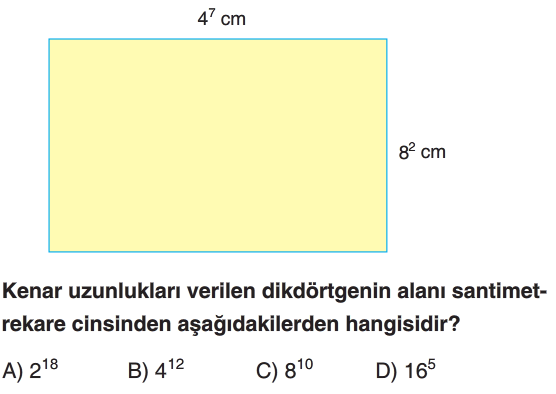 4⁷ cm
8² cm
Kenar uzunlukları verilen dikdörtgenin alanı santimet-
rekare cinsinden aşağıdakilerden hangisidir?
A) 2¹⁸ B) 4¹² C) 8¹⁰ D) 16⁵